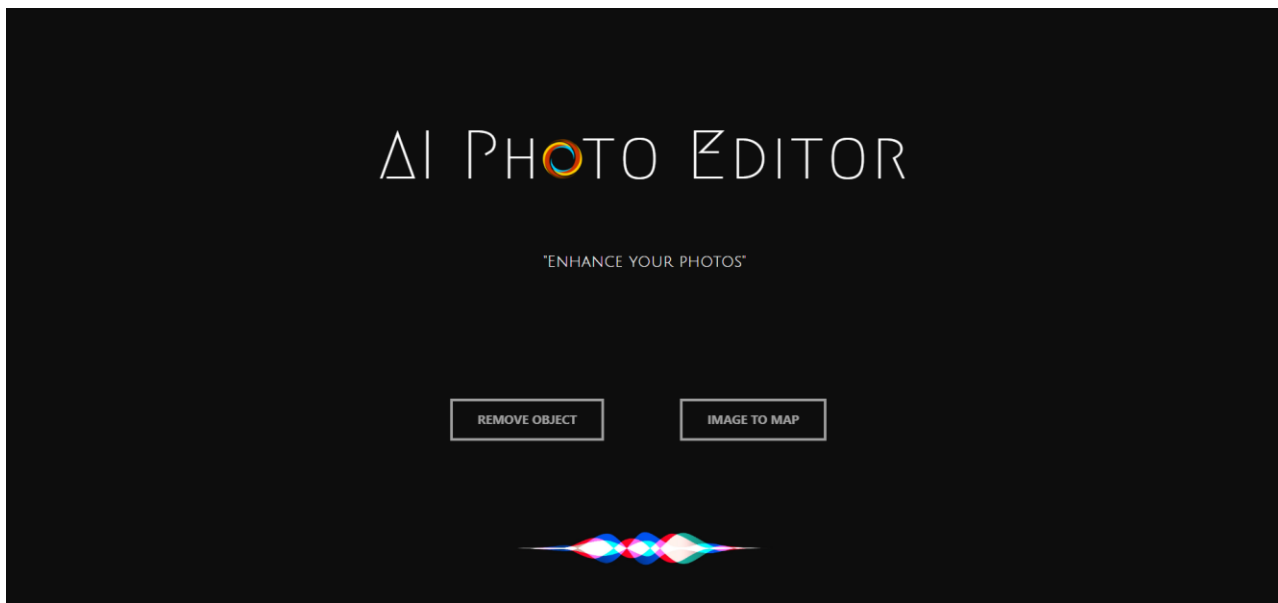 AI PHOTO EDITOR
"ENHANCE YOUR PHOTOS"
REMOVE OBJECT
IMAGE TO MAP